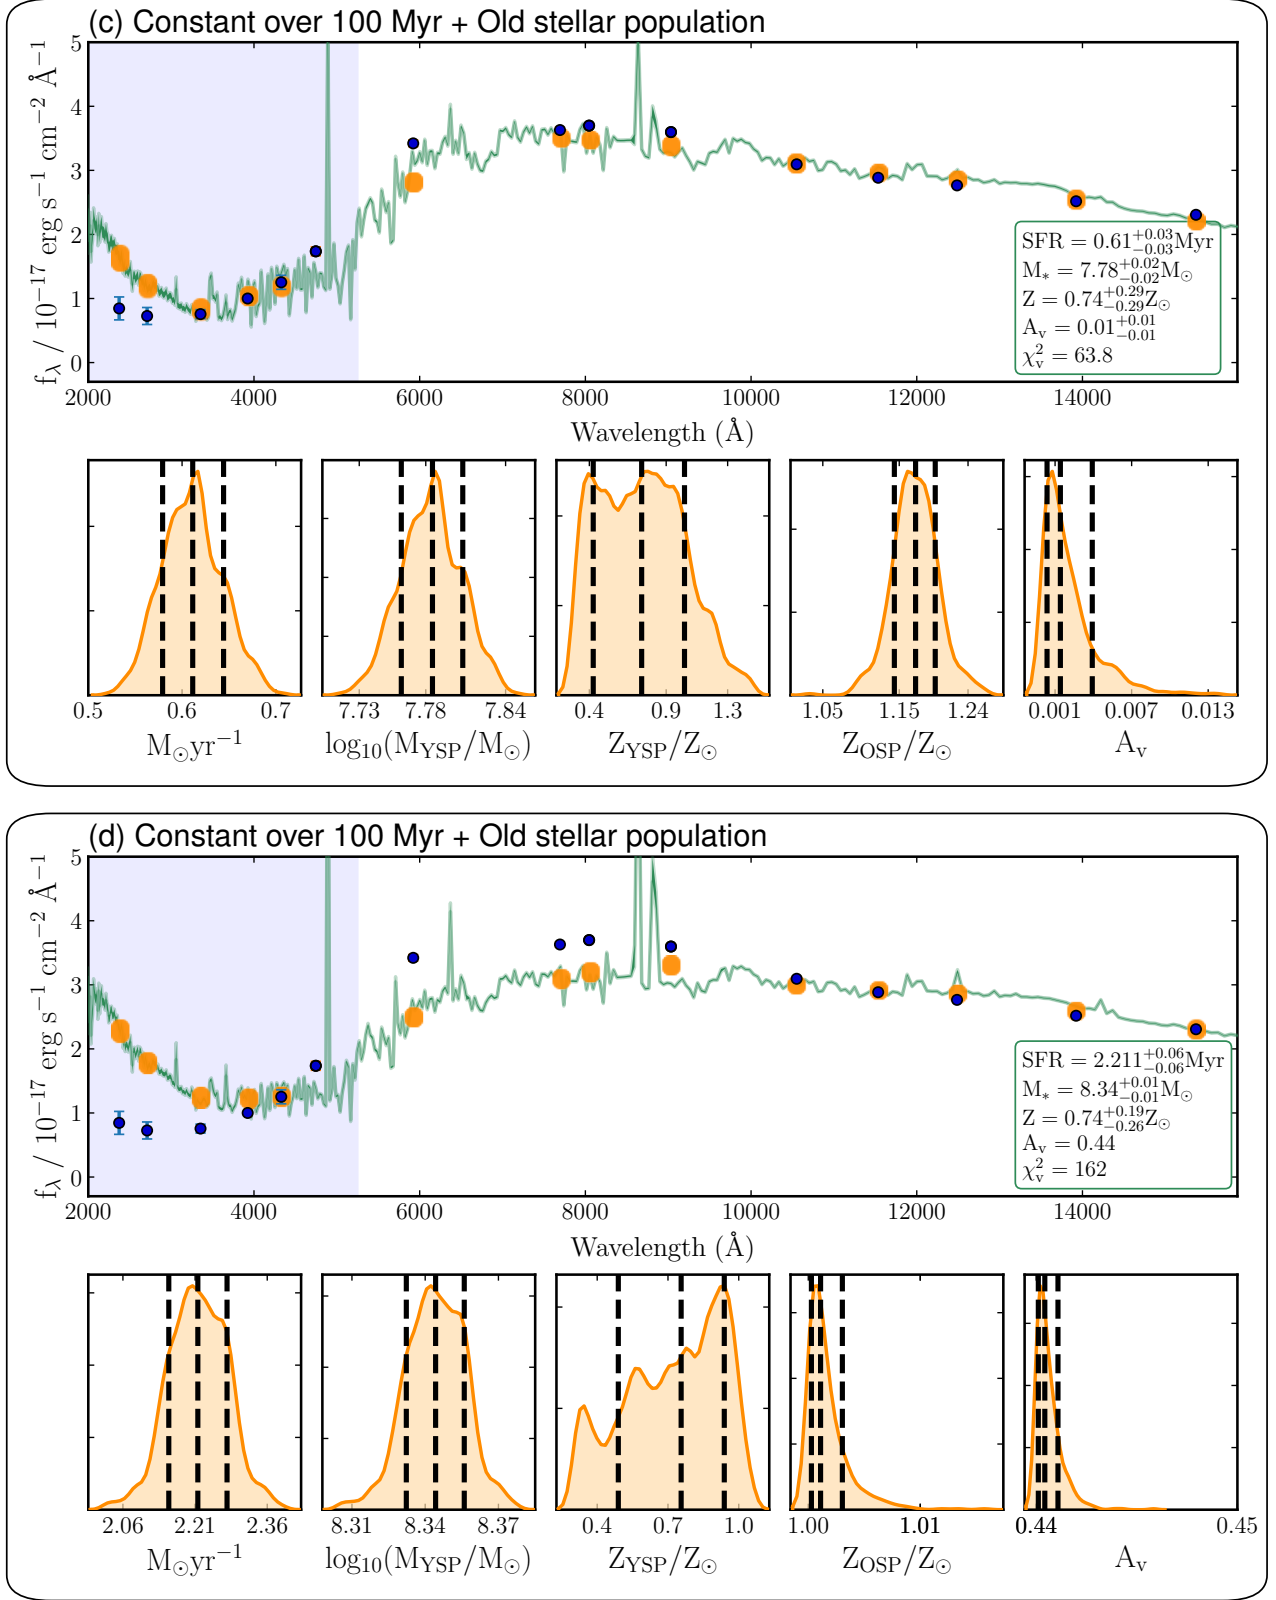 (c) Constant over 100 Myr + Old stellar population
f_λ / 10⁻¹⁷ erg s⁻¹ cm⁻² Å⁻¹
5
4
3
2
1
0
SFR = 0.61^{+0.03}_{-0.03}Myr
M_* = 7.78^{+0.02}_{-0.02}M_⊙
Z = 0.74^{+0.29}_{-0.29}Z_⊙
A_v = 0.01^{+0.01}_{-0.01}
χ²_v = 63.8
2000 4000 6000 8000 10000 12000 14000
Wavelength (Å)
0.5 0.6 0.7
M_⊙yr⁻¹
7.73 7.78 7.84
log₁₀(M_YSP/M_⊙)
0.4 0.9 1.3
Z_YSP/Z_⊙
1.05 1.15 1.24
Z_OSP/Z_⊙
0.001 0.007 0.013
A_v
(d) Constant over 100 Myr + Old stellar population
f_λ / 10⁻¹⁷ erg s⁻¹ cm⁻² Å⁻¹
5
4
3
2
1
0
SFR = 2.211^{+0.06}_{-0.06}Myr
M_* = 8.34^{+0.01}_{-0.01}M_⊙
Z = 0.74^{+0.19}_{-0.26}Z_⊙
A_v = 0.44
χ²_v = 162
2000 4000 6000 8000 10000 12000 14000
Wavelength (Å)
2.06 2.21 2.36
M_⊙yr⁻¹
8.31 8.34 8.37
log₁₀(M_YSP/M_⊙)
0.4 0.7 1.0
Z_YSP/Z_⊙
1.00 1.01
Z_OSP/Z_⊙
0.44 0.45
A_v